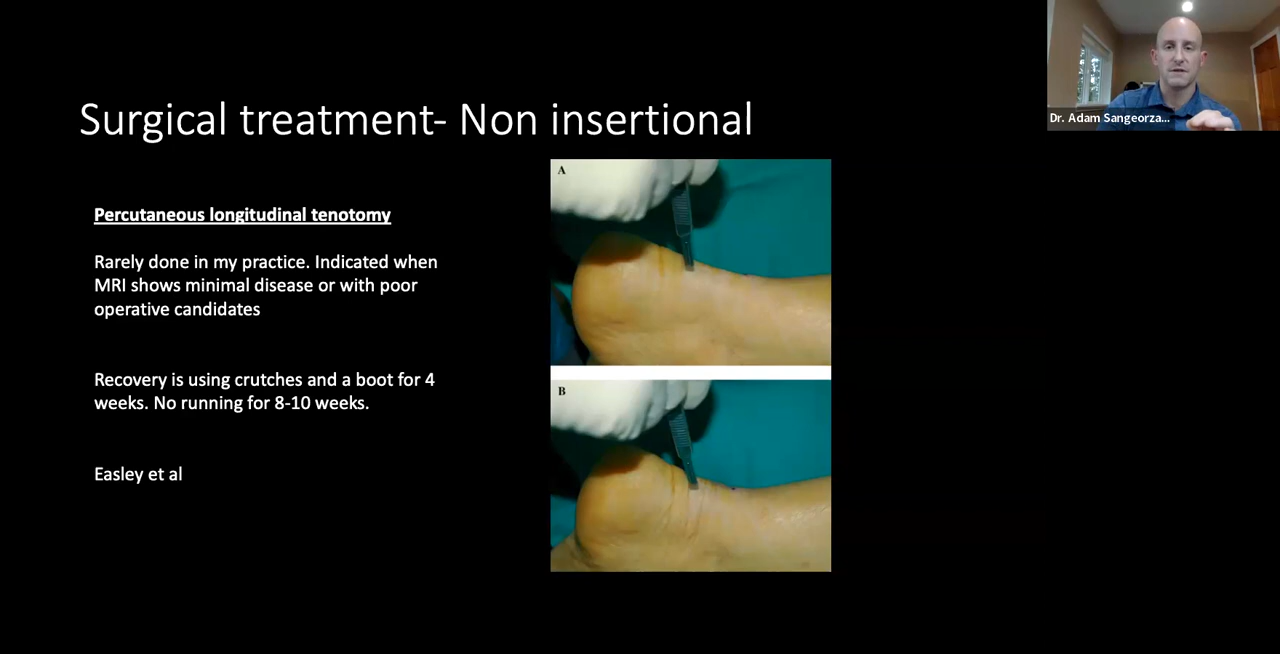 Surgical treatment- Non insertional
Dr. Adam Sangeorza...
A
Percutaneous longitudinal tenotomy
Rarely done in my practice. Indicated when
MRI shows minimal disease or with poor
operative candidates
Recovery is using crutches and a boot for 4
weeks. No running for 8-10 weeks.
B
Easley et al